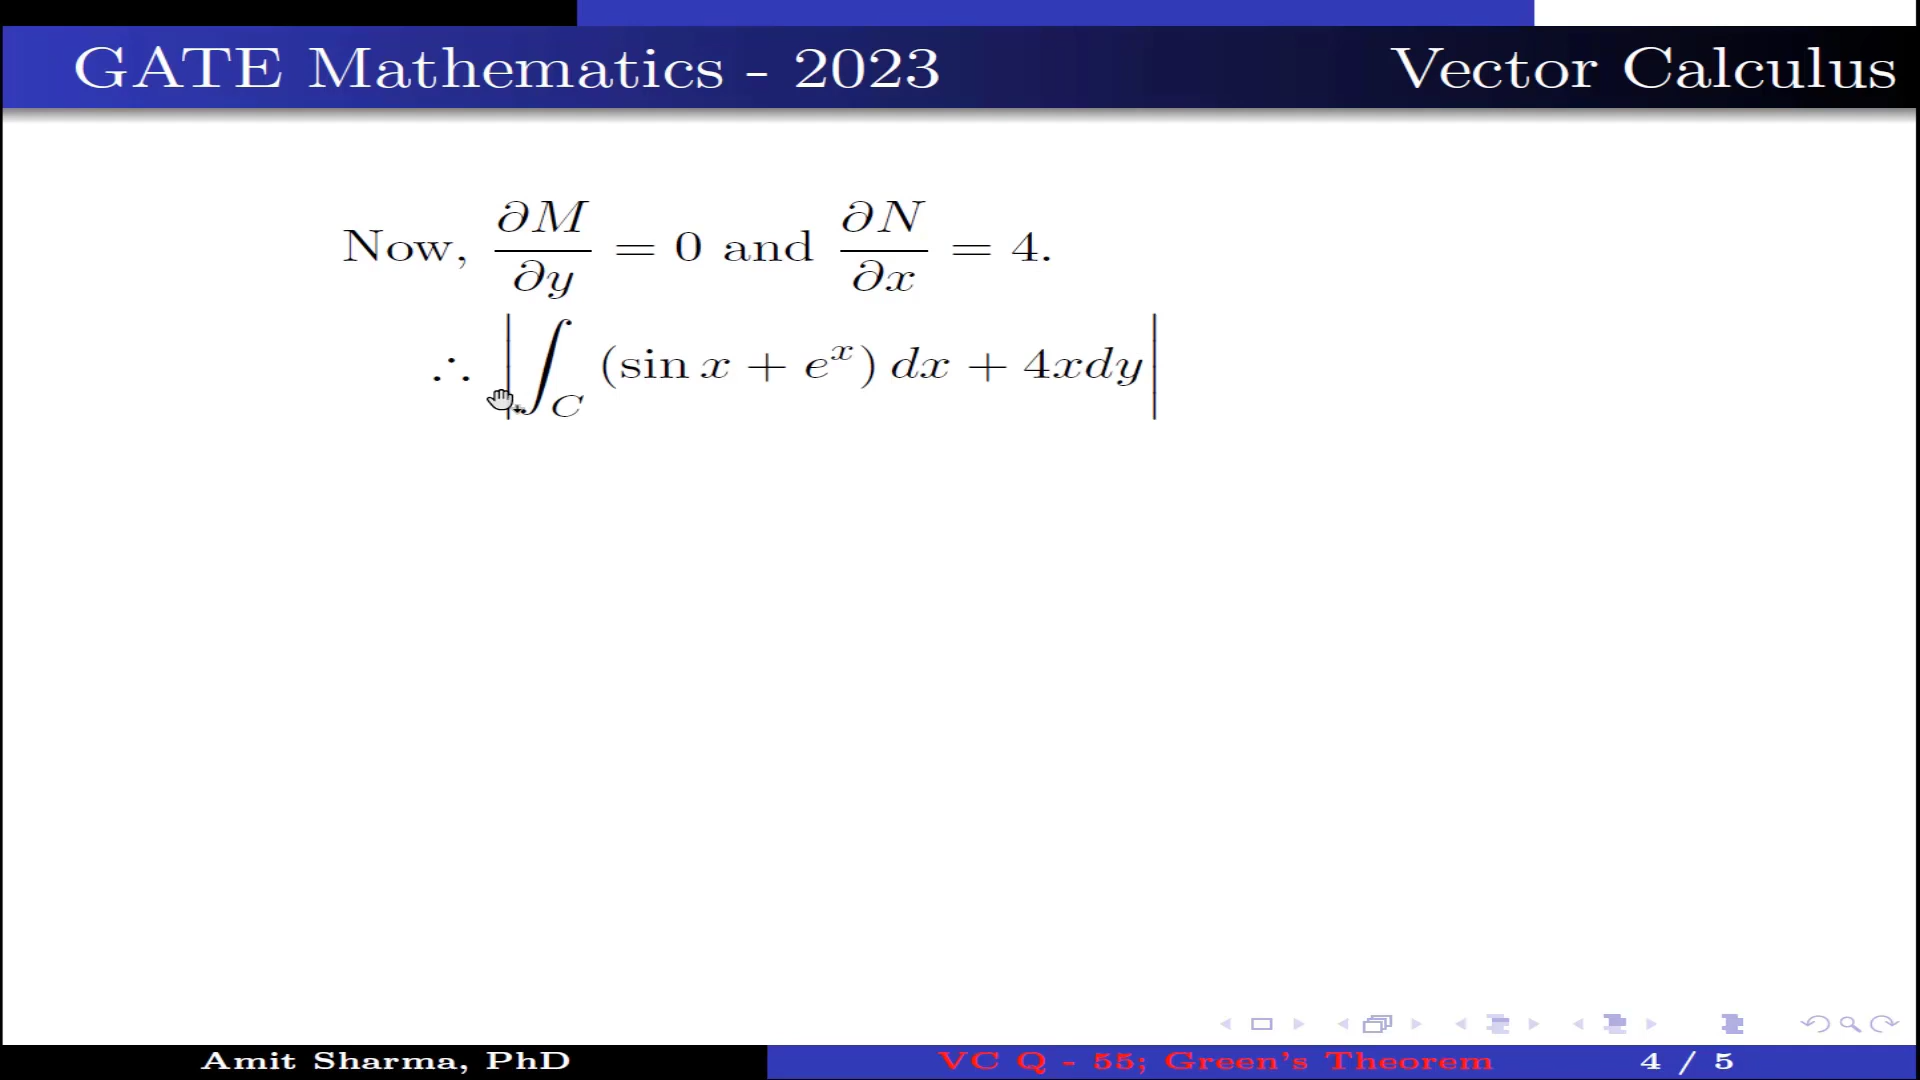 GATE Mathematics - 2023 Vector Calculus
Now, ∂M/∂y = 0 and ∂N/∂x = 4.
∴ |∫_C (sin x + e^x) dx + 4xdy|
Amit Sharma, PhD VC Q - 55; Green's Theorem 4 / 5